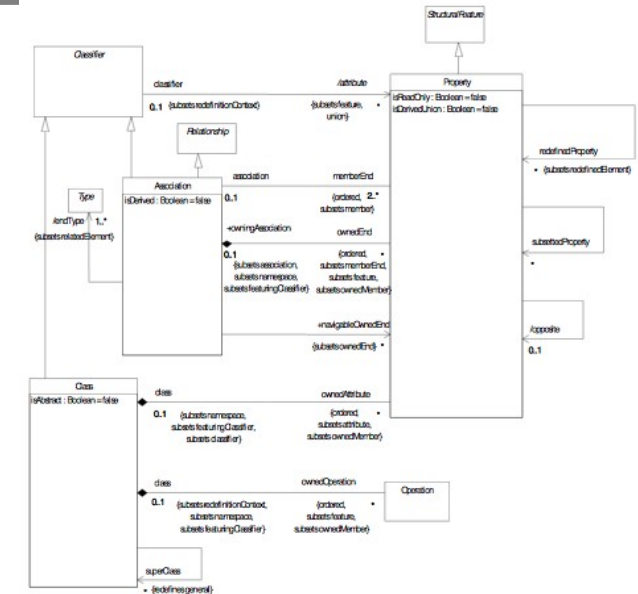 StructuralFeature
Classifier
Property
isReadOnly : Boolean = false
isDerivedUnion : Boolean = false
classifier
/attribute
0..1 {subsets redefinitionContext}
{subsets feature, *
union}
Relationship
redefinedProperty
* {subsets redefinedElement}
Association
isDerived : Boolean = false
association
memberEnd
0..1
{ordered, 2..*
subsets member}
Type
/endType 1..*
{subsets relatedElement}
+owningAssociation
ownedEnd
0..1
{subsets association,
subsets namespace,
subsets featuringClassifier}
{ordered, *
subsets memberEnd,
subsets feature,
subsets ownedMember}
subsettedProperty
*
+navigableOwnedEnd
{subsets ownedEnd} *
/opposite
0..1
Class
isAbstract : Boolean = false
class
ownedAttribute
0..1 {subsets namespace,
subsets featuringClassifier,
subsets classifier}
{ordered, *
subsets attribute,
subsets ownedMember}
class
ownedOperation
0..1
{subsets redefinitionContext,
subsets namespace,
subsets featuringClassifier}
{ordered, *
subsets feature,
subsets ownedMember}
Operation
superClass
* {redefines general}